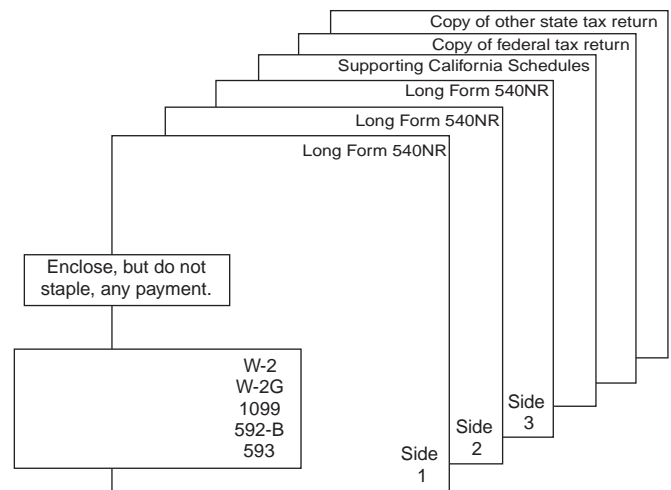 Copy of other state tax return
Copy of federal tax return
Supporting California Schedules
Long Form 540NR
Long Form 540NR
Long Form 540NR
Enclose, but do not
staple, any payment.
W-2
W-2G
1099
592-B
593
Side
1
Side
2
Side
3